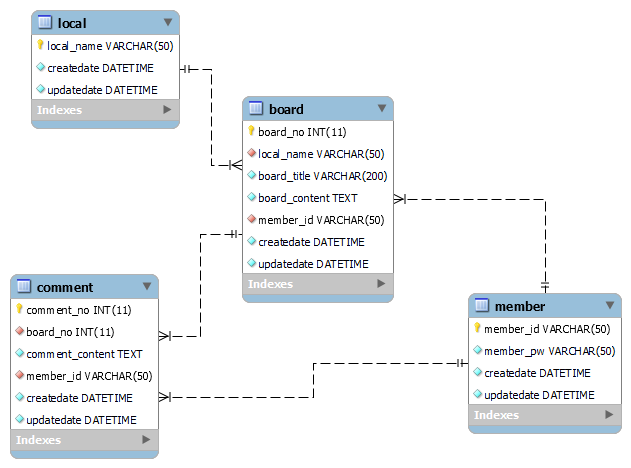 local
local_name VARCHAR(50)
createdate DATETIME
updatedate DATETIME
Indexes
board
board_no INT(11)
local_name VARCHAR(50)
board_title VARCHAR(200)
board_content TEXT
member_id VARCHAR(50)
createdate DATETIME
updatedate DATETIME
Indexes
comment
comment_no INT(11)
board_no INT(11)
comment_content TEXT
member_id VARCHAR(50)
createdate DATETIME
updatedate DATETIME
Indexes
member
member_id VARCHAR(50)
member_pw VARCHAR(50)
createdate DATETIME
updatedate DATETIME
Indexes